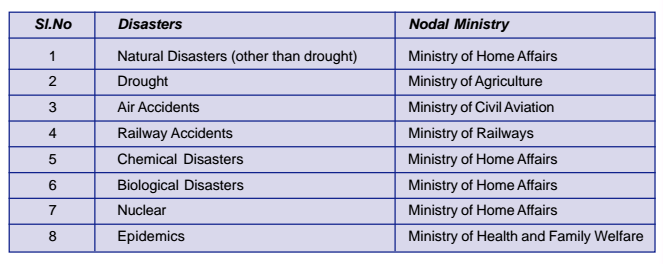 Sl.No Disasters Nodal Ministry
1 Natural Disasters (other than drought) Ministry of Home Affairs
2 Drought Ministry of Agriculture
3 Air Accidents Ministry of Civil Aviation
4 Railway Accidents Ministry of Railways
5 Chemical Disasters Ministry of Home Affairs
6 Biological Disasters Ministry of Home Affairs
7 Nuclear Ministry of Home Affairs
8 Epidemics Ministry of Health and Family Welfare